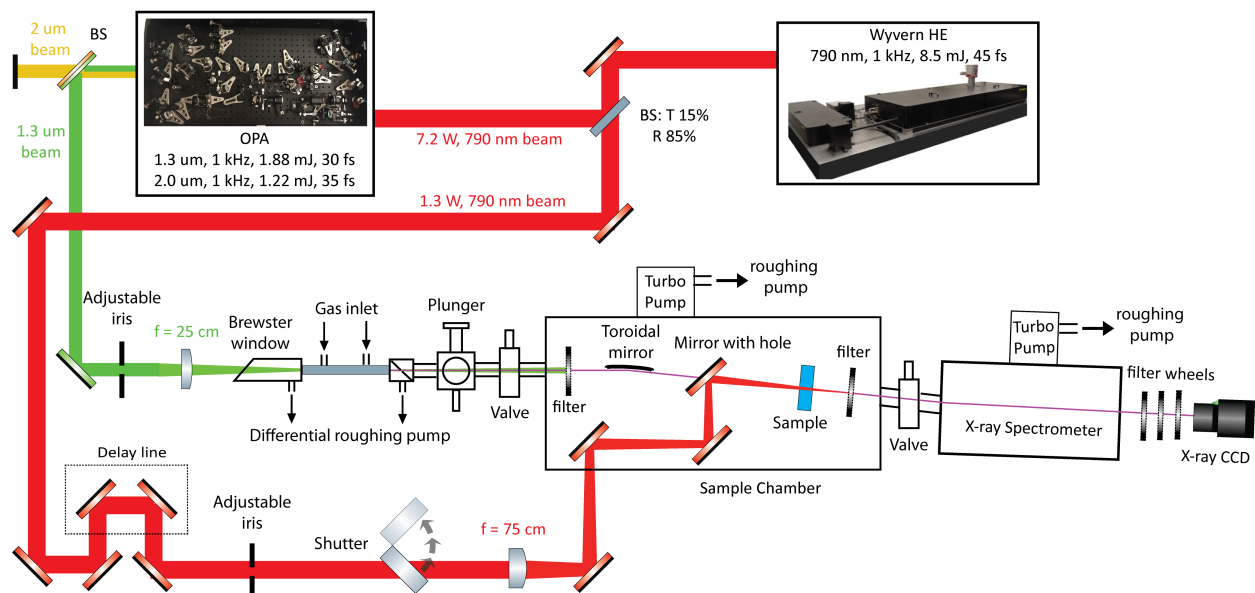 2 um
beam
BS
OPA
1.3 um, 1 kHz, 1.88 mJ, 30 fs
2.0 um, 1 kHz, 1.22 mJ, 35 fs
Wyvern HE
790 nm, 1 kHz, 8.5 mJ, 45 fs
BS: T 15%
R 85%
7.2 W, 790 nm beam
1.3 um
beam
1.3 W, 790 nm beam
Adjustable
iris
f = 25 cm
Brewster
window
Gas inlet
Plunger
Valve
filter
Differential roughing pump
Turbo
Pump
roughing
pump
Toroidal
mirror
Mirror with hole
filter
Sample
Sample Chamber
Valve
Turbo
Pump
roughing
pump
X-ray Spectrometer
filter wheels
X-ray CCD
Delay line
Adjustable
iris
Shutter
f = 75 cm